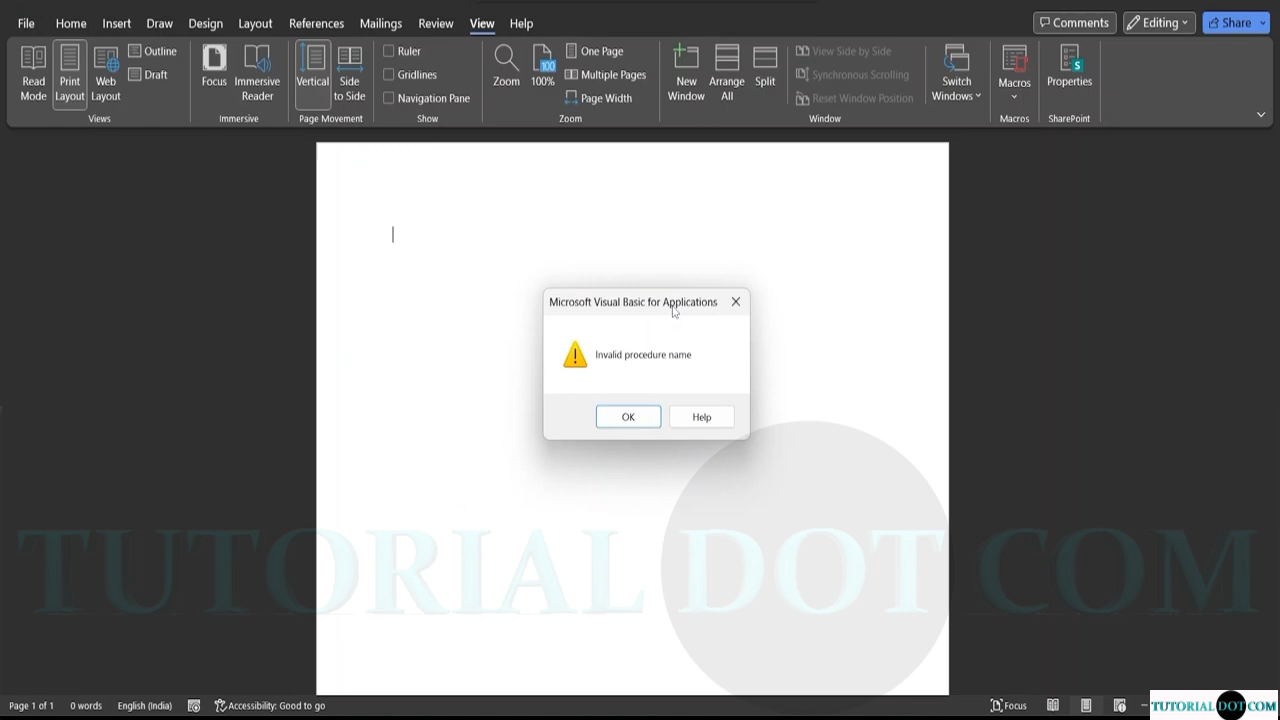 File Home Insert Draw Design Layout References Mailings Review View Help Comments Editing Share
Read Mode
Print Layout
Web Layout
Outline
Draft
Views
Focus
Immersive Reader
Immersive
Vertical
Side to Side
Page Movement
Ruler
Gridlines
Navigation Pane
Show
Zoom
100
100%
One Page
Multiple Pages
Page Width
Zoom
New Window
Arrange All
Split
View Side by Side
Synchronous Scrolling
Reset Window Position
Switch Windows
Window
Macros
Macros
S
Properties
SharePoint
Microsoft Visual Basic for Applications
Invalid procedure name
OK Help
TUTORIAL DOT COM
Page 1 of 1 0 words English (India) Accessibility: Good to go Focus
TUTORIAL DOT COM